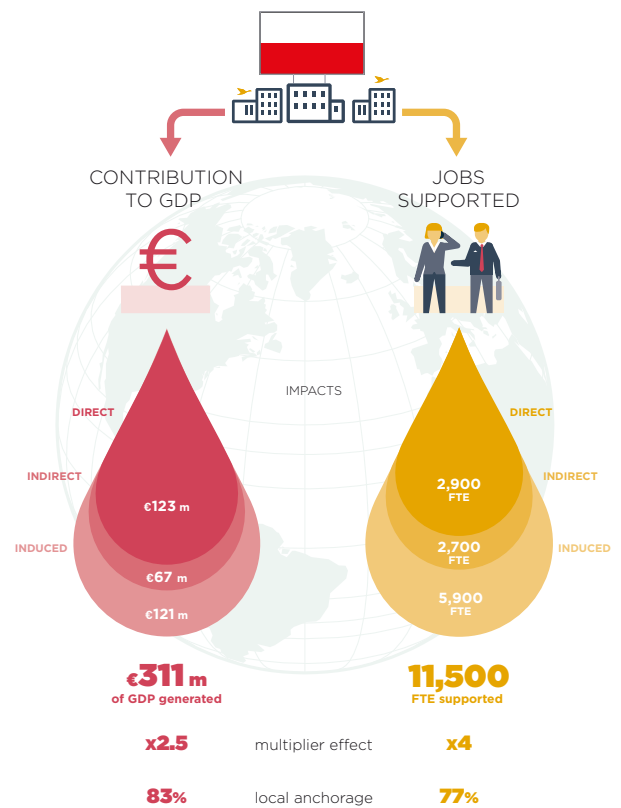 CONTRIBUTION
TO GDP
JOBS
SUPPORTED
€
IMPACTS
DIRECT
DIRECT
INDIRECT
INDIRECT
INDUCED
INDUCED
€123 m
€67 m
€121 m
2,900
FTE
2,700
FTE
5,900
FTE
€311 m
of GDP generated
11,500
FTE supported
x2.5
multiplier effect
x4
83%
local anchorage
77%